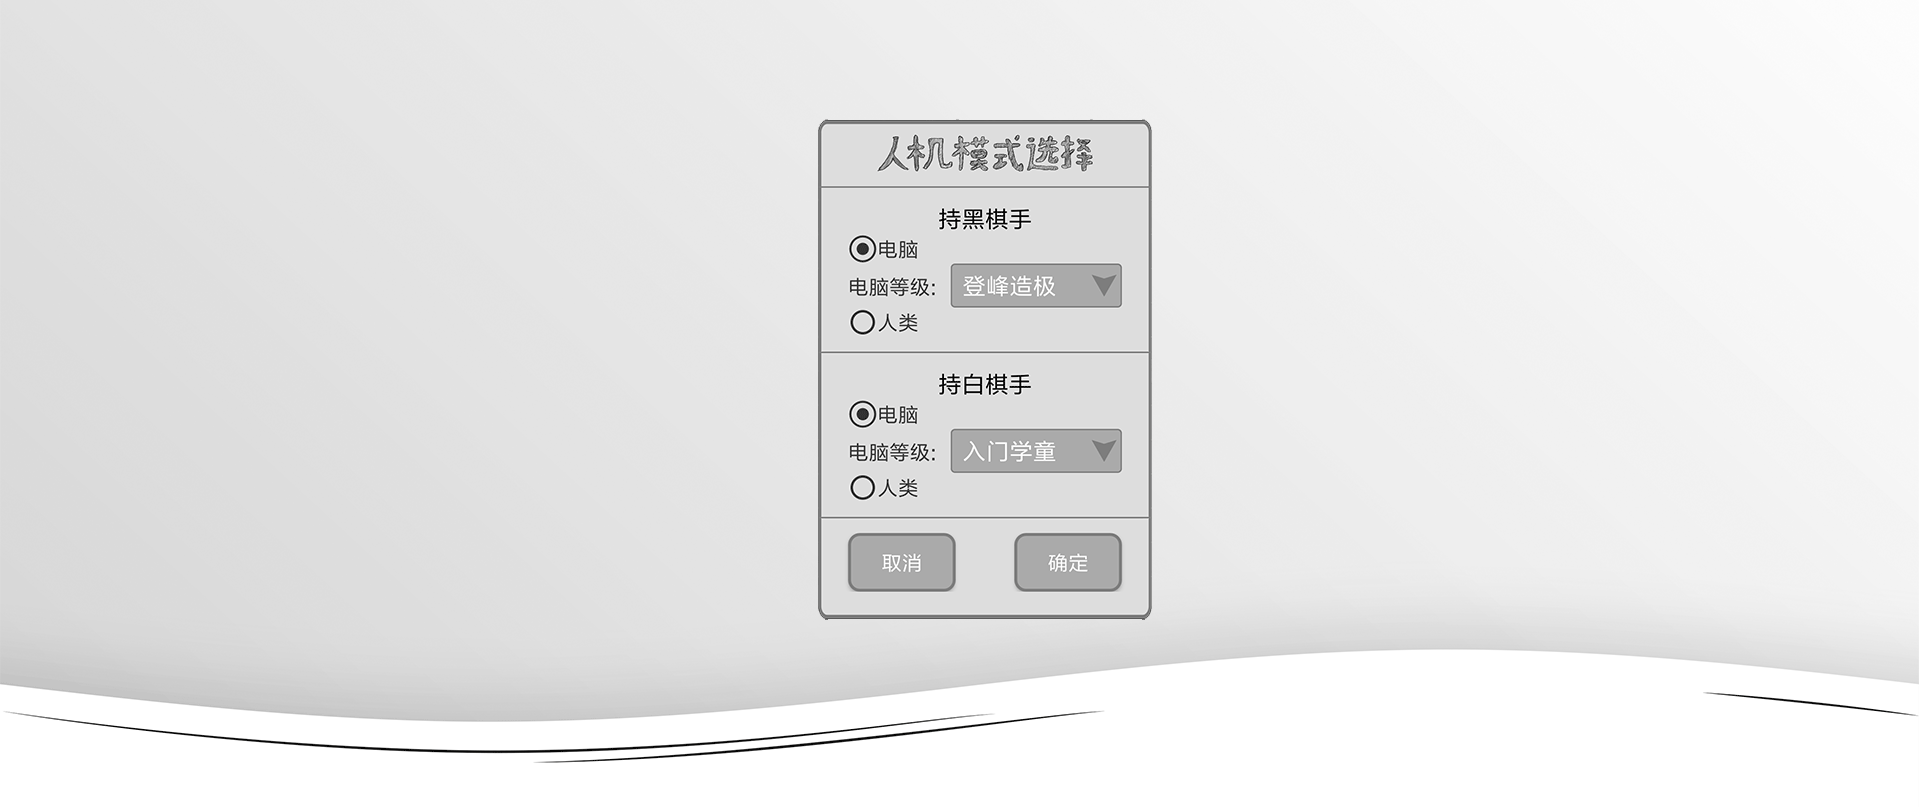 人机模式选择
持黑棋手
电脑
电脑等级: 登峰造极
人类
持白棋手
电脑
电脑等级: 入门学童
人类
取消 确定